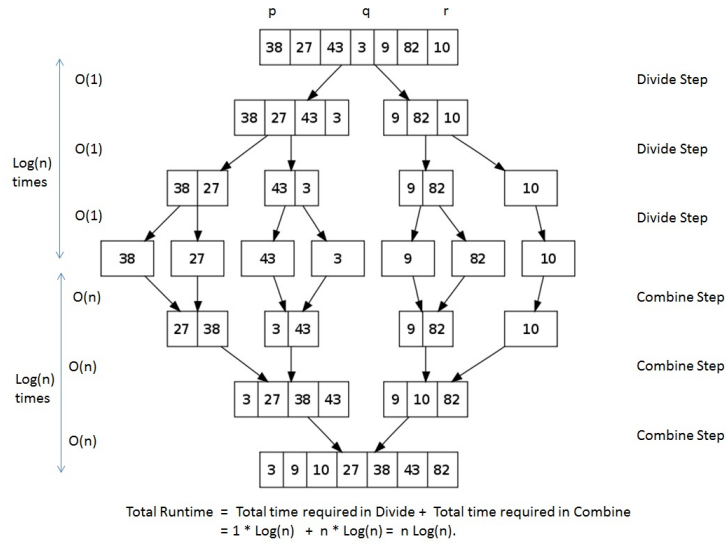 p q r
38 27 43 3 9 82 10
O(1) Divide Step
38 27 43 3 9 82 10
O(1) Divide Step
Log(n)
times
38 27 43 3 9 82 10
O(1) Divide Step
38 27 43 3 9 82 10
O(n) Combine Step
27 38 3 43 9 82 10
O(n) Combine Step
Log(n)
times
3 27 38 43 9 10 82
O(n) Combine Step
3 9 10 27 38 43 82
Total Runtime = Total time required in Divide + Total time required in Combine
= 1 * Log(n) + n * Log(n) = n Log(n).